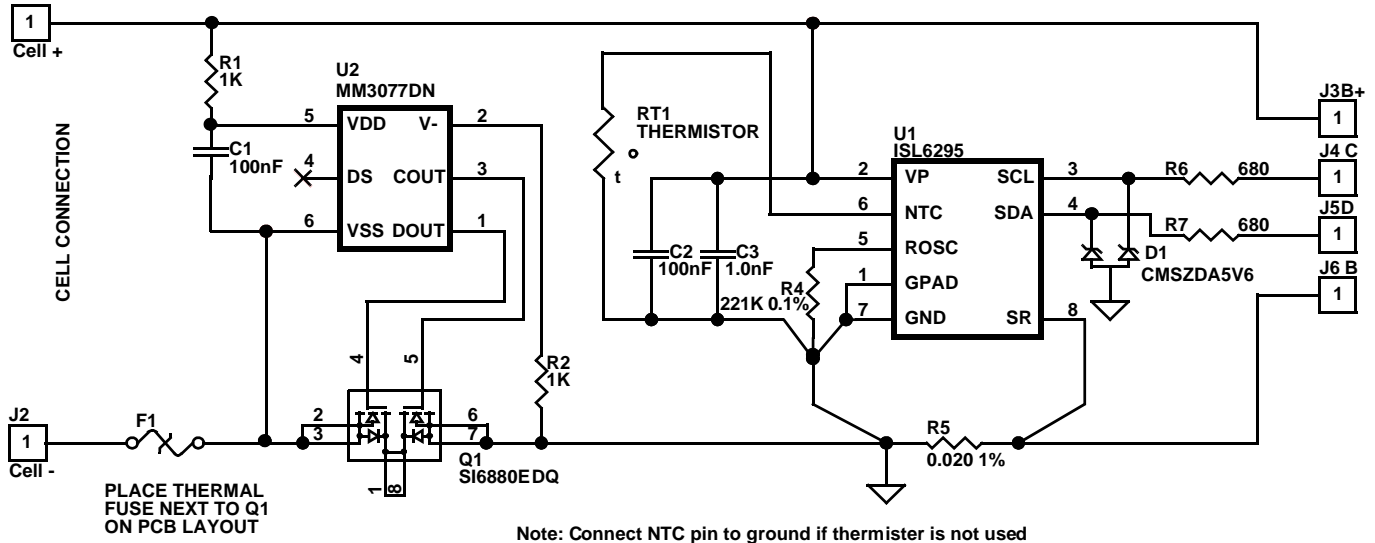 1
Cell +
R1
1K
U2
MM3077DN
5 VDD V- 2
C1
100nF
4 DS COUT 3
6 VSS DOUT 1
CELL CONNECTION
RT1
THERMISTOR
t
U1
ISL6295
2 VP SCL 3
6 NTC SDA 4
5 ROSC
1 GPAD
7 GND SR 8
C2
100nF
C3
1.0nF
R4
221K 0.1%
R6 680
R7 680
D1
CMSZDA5V6
J3B+
1
J4 C
1
J5D
1
J6 B
1
4 5
R2
1K
J2
1
Cell -
F1
2 6
3 7
1 8
Q1
SI6880EDQ
R5
0.020 1%
PLACE THERMAL
FUSE NEXT TO Q1
ON PCB LAYOUT
Note: Connect NTC pin to ground if thermister is not used